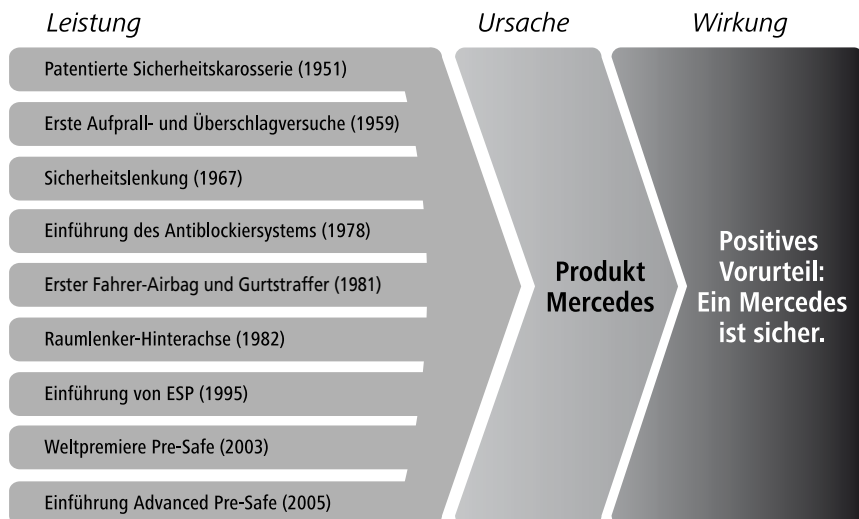 Leistung
Ursache
Wirkung
Patentierte Sicherheitskarosserie (1951)
Erste Aufprall- und Überschlagversuche (1959)
Sicherheitslenkung (1967)
Einführung des Antiblockiersystems (1978)
Erster Fahrer-Airbag und Gurtstraffer (1981)
Raumlenker-Hinterachse (1982)
Einführung von ESP (1995)
Weltpremiere Pre-Safe (2003)
Einführung Advanced Pre-Safe (2005)
Produkt
Mercedes
Positives
Vorurteil:
Ein Mercedes
ist sicher.